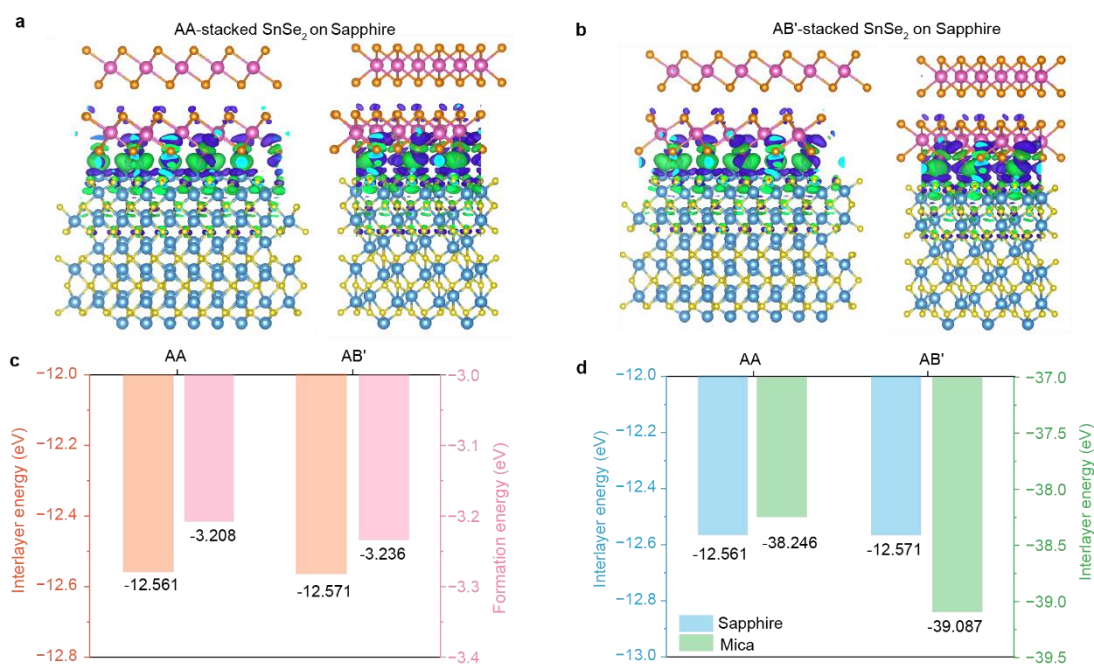 a
AA-stacked SnSe₂ on Sapphire
b
AB'-stacked SnSe₂ on Sapphire
c
AA
AB'
−12.0
−12.2
−12.4
−12.6
−12.8
Interlayer energy (eV)
−3.0
−3.1
−3.2
−3.3
−3.4
Formation energy (eV)
-12.561
-3.208
-12.571
-3.236
d
AA
AB'
−12.0
−12.2
−12.4
−12.6
−12.8
−13.0
Interlayer energy (eV)
−37.0
−37.5
−38.0
−38.5
−39.0
−39.5
Interlayer energy (eV)
-12.561
-38.246
-12.571
-39.087
Sapphire
Mica